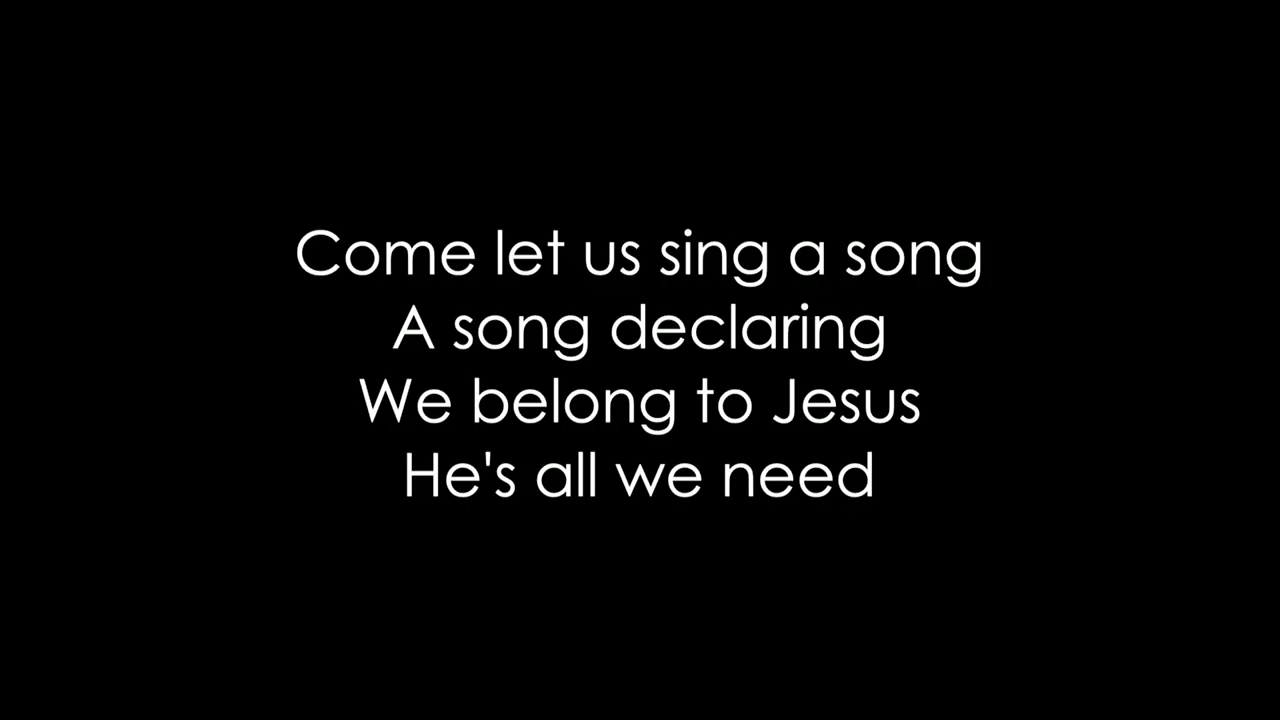 Come let us sing a song
A song declaring
We belong to Jesus
He's all we need